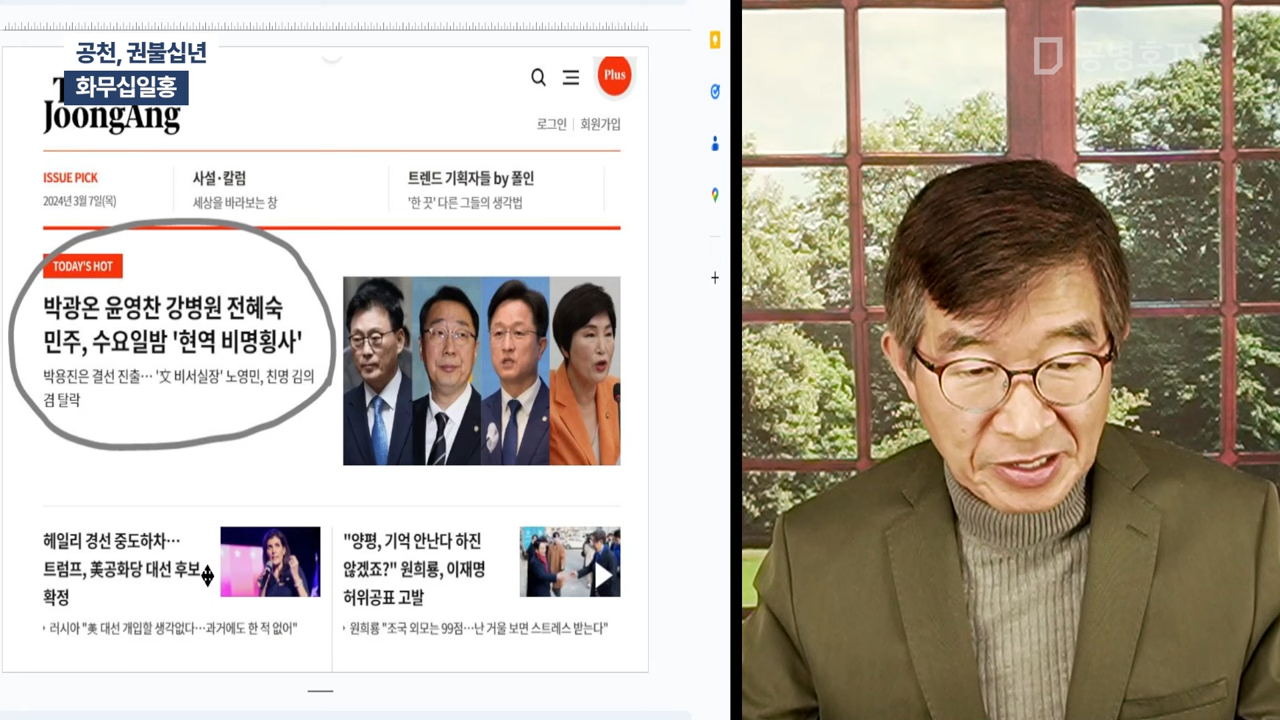 공천, 권불십년
화무십일홍
JoongAng
Plus
로그인 | 회원가입
ISSUE PICK
2024년 3월 7일(목)
사설·칼럼
세상을 바라보는 창
트렌드 기획자들 by 폴인
'한 끗' 다른 그들의 생각법
TODAY'S HOT
박광온 윤영찬 강병원 전혜숙
민주, 수요일밤 '현역 비명횡사'
박용진은 결선 진출… '文 비서실장' 노영민, 친명 김의
겸 탈락
헤일리 경선 중도하차…
트럼프, 美공화당 대선 후보
확정
러시아 "美 대선 개입할 생각없다…과거에도 한 적 없어"
"양평, 기억 안난다 하진
않겠죠?" 원희룡, 이재명
허위공표 고발
원희룡 "조국 외모는 99점…난 거울 보면 스트레스 받는다"
공병호TV